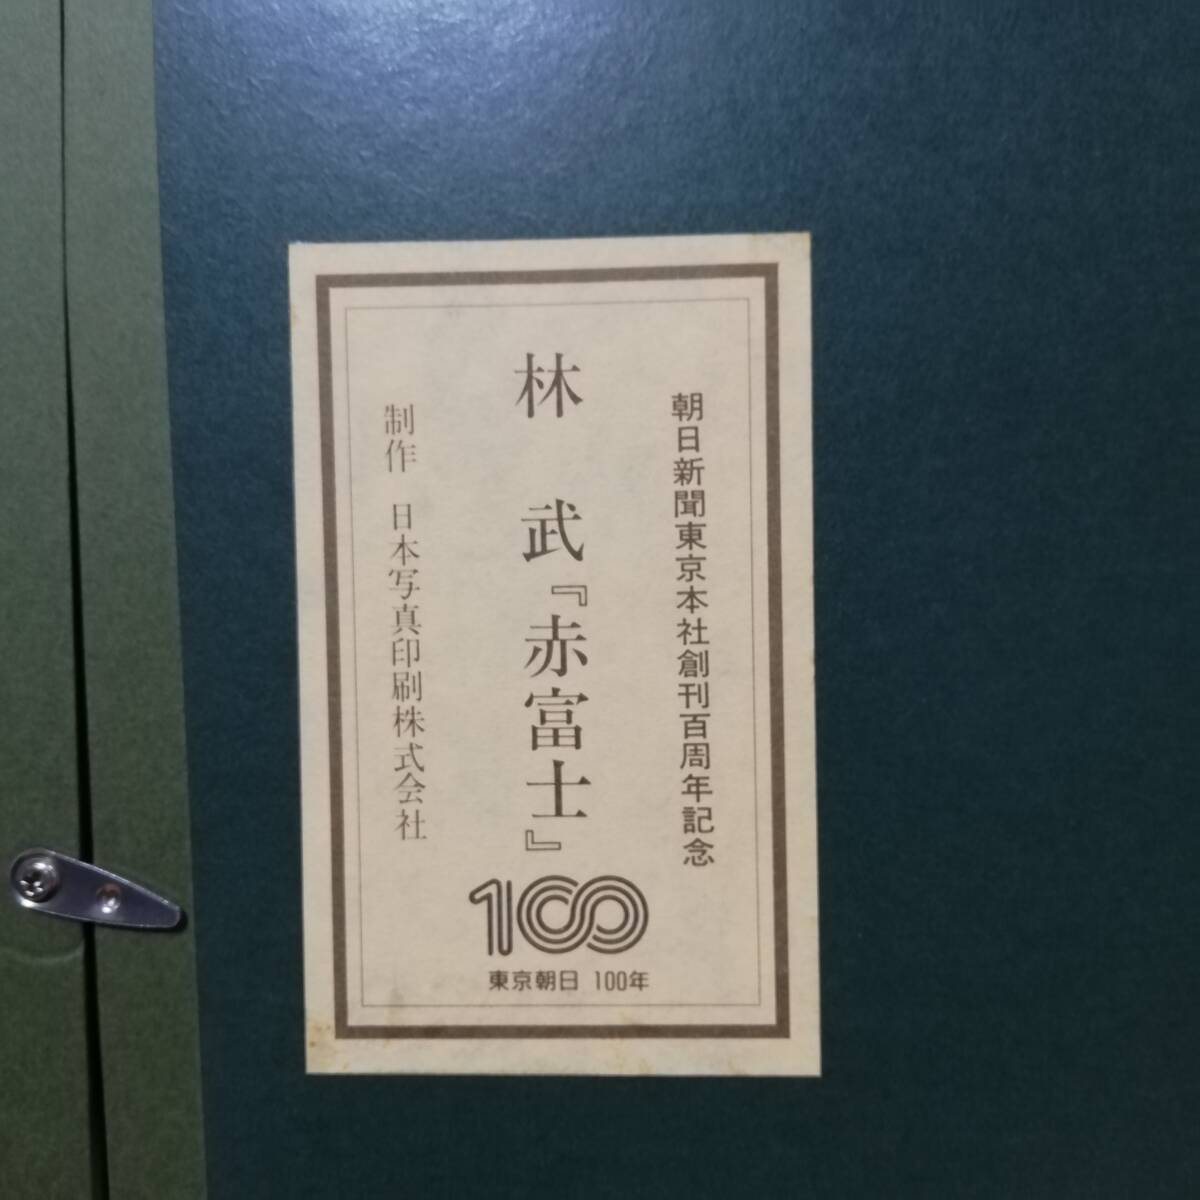 朝日新聞東京本社創刊百周年記念
林 武『赤富士』
制作 日本写真印刷株式会社
100
東京朝日 100年